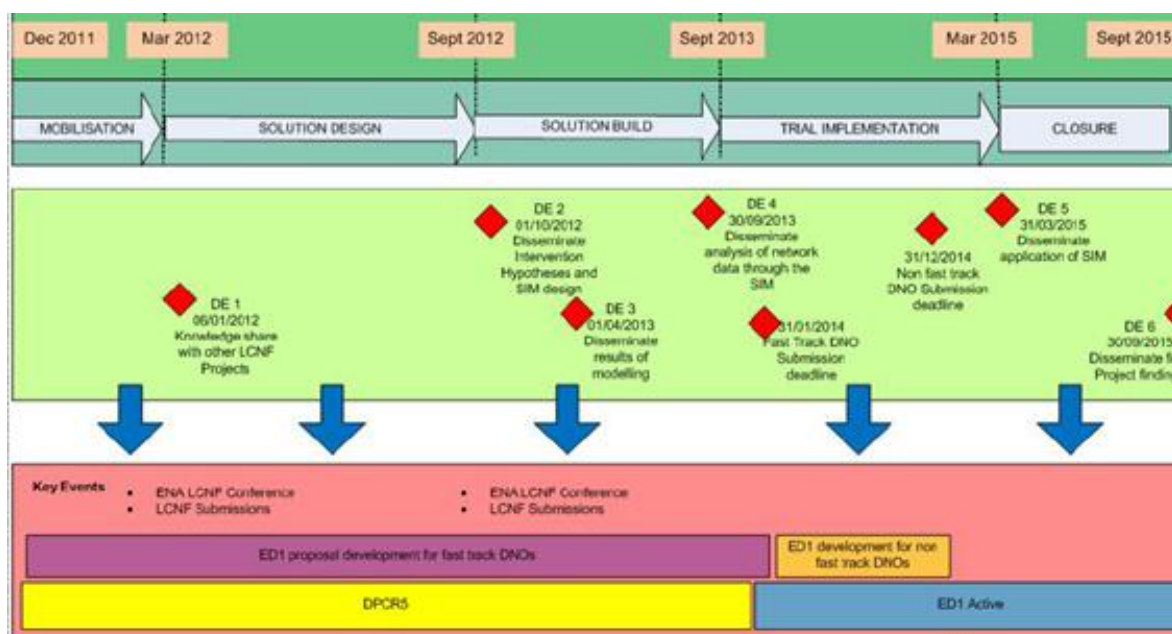 Dec 2011
Mar 2012
Sept 2012
Sept 2013
Mar 2015
Sept 2015
MOBILISATION
SOLUTION DESIGN
SOLUTION BUILD
TRIAL IMPLEMENTATION
CLOSURE
DE 1
06/01/2012
Knowledge share
with other LCNF
Projects
DE 2
01/10/2012
Disseminate
Intervention
Hypotheses and
SIM design
DE 3
01/04/2013
Disseminate
results of
modelling
DE 4
30/09/2013
Disseminate
analysis of network
data through the
SIM
31/01/2014
Fast Track DNO
Submission
deadline
31/12/2014
Non fast track
DNO Submission
deadline
DE 5
31/03/2015
Disseminate
application of SIM
DE 6
30/09/2015
Disseminate
Project finding
Key Events
• ENA LCNF Conference
• LCNF Submissions
• ENA LCNF Conference
• LCNF Submissions
ED1 proposal development for fast track DNOs
ED1 development for non
fast track DNOs
DPCR5
ED1 Active